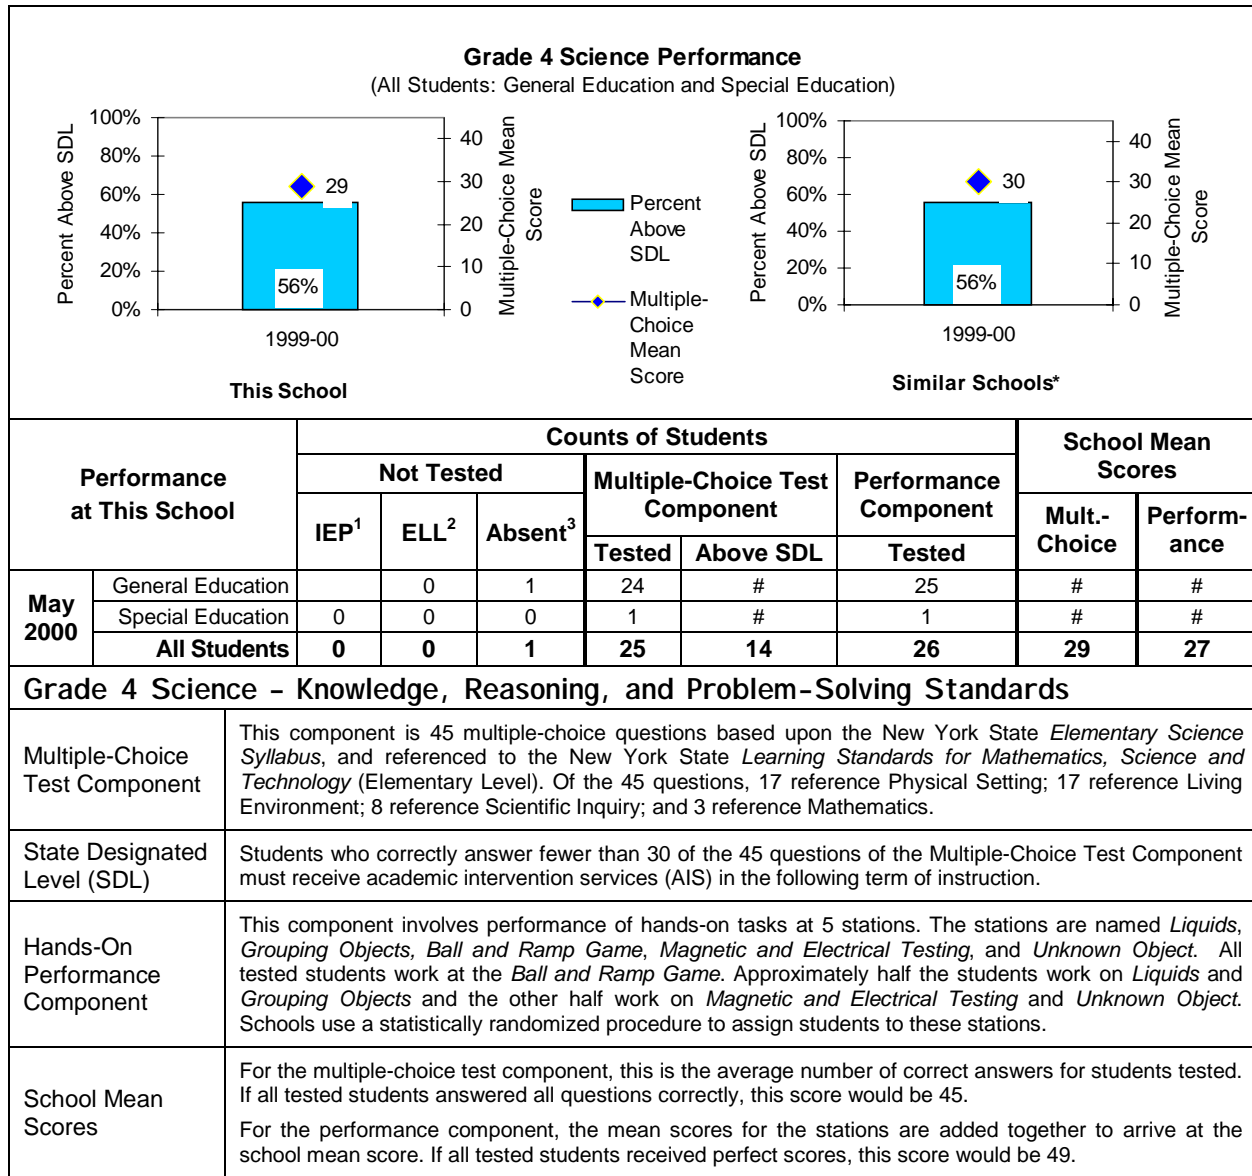 Grade 4 Science Performance
(All Students: General Education and Special Education)
Percent Above SDL
100%
80%
60%
40%
20%
0%
29
56%
1999-00
This School
40
30
20
10
0
Multiple-Choice Mean
Score
Percent
Above
SDL
Multiple-
Choice
Mean
Score
Percent Above SDL
100%
80%
60%
40%
20%
0%
30
56%
1999-00
Similar Schools*
40
30
20
10
0
Multiple-Choice Mean
Score
Performance
at This School
Counts of Students
School Mean
Scores
Not Tested
Multiple-Choice Test
Component
Performance
Component
IEP1 ELL2 Absent3
Mult.-
Choice
Perform-
ance
Tested Above SDL Tested
May
2000
General Education 0 1 24 # 25 # #
Special Education 0 0 0 1 # 1 # #
All Students 0 0 1 25 14 26 29 27
Grade 4 Science – Knowledge, Reasoning, and Problem-Solving Standards
Multiple-Choice
Test Component
This component is 45 multiple-choice questions based upon the New York State Elementary Science
Syllabus, and referenced to the New York State Learning Standards for Mathematics, Science and
Technology (Elementary Level). Of the 45 questions, 17 reference Physical Setting; 17 reference Living
Environment; 8 reference Scientific Inquiry; and 3 reference Mathematics.
State Designated
Level (SDL)
Students who correctly answer fewer than 30 of the 45 questions of the Multiple-Choice Test Component
must receive academic intervention services (AIS) in the following term of instruction.
Hands-On
Performance
Component
This component involves performance of hands-on tasks at 5 stations. The stations are named Liquids,
Grouping Objects, Ball and Ramp Game, Magnetic and Electrical Testing, and Unknown Object. All
tested students work at the Ball and Ramp Game. Approximately half the students work on Liquids and
Grouping Objects and the other half work on Magnetic and Electrical Testing and Unknown Object.
Schools use a statistically randomized procedure to assign students to these stations.
School Mean
Scores
For the multiple-choice test component, this is the average number of correct answers for students tested.
If all tested students answered all questions correctly, this score would be 45.
For the performance component, the mean scores for the stations are added together to arrive at the
school mean score. If all tested students received perfect scores, this score would be 49.